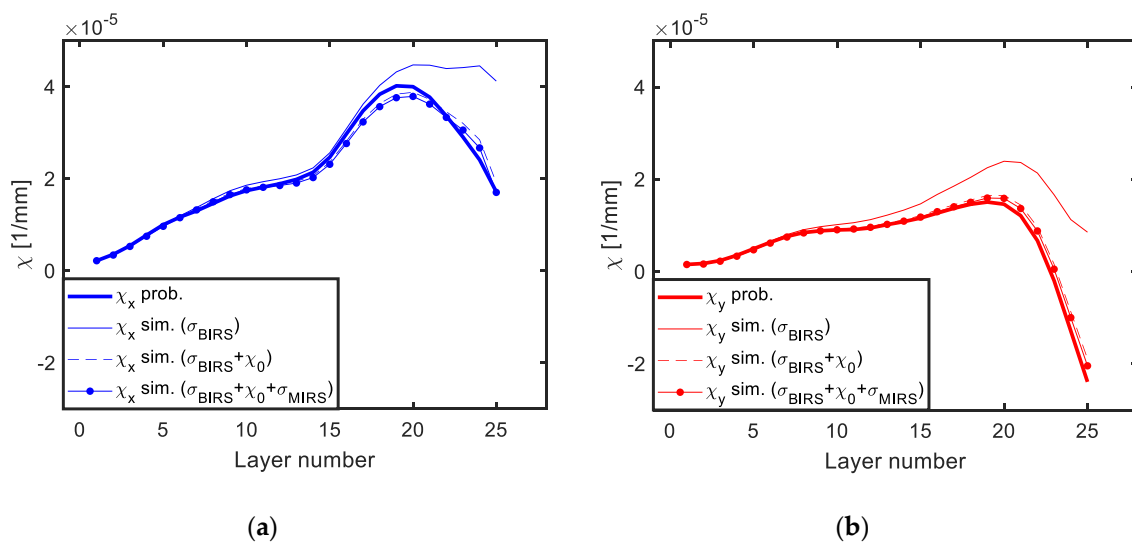 ×10⁻⁵
4
2
0
-2
χ [1/mm]
χx prob.
χx sim. (σBIRS)
χx sim. (σBIRS+χ0)
χx sim. (σBIRS+χ0+σMIRS)
0 5 10 15 20 25
Layer number
(a)
×10⁻⁵
4
2
0
-2
χ [1/mm]
χy prob.
χy sim. (σBIRS)
χy sim. (σBIRS+χ0)
χy sim. (σBIRS+χ0+σMIRS)
0 5 10 15 20 25
Layer number
(b)